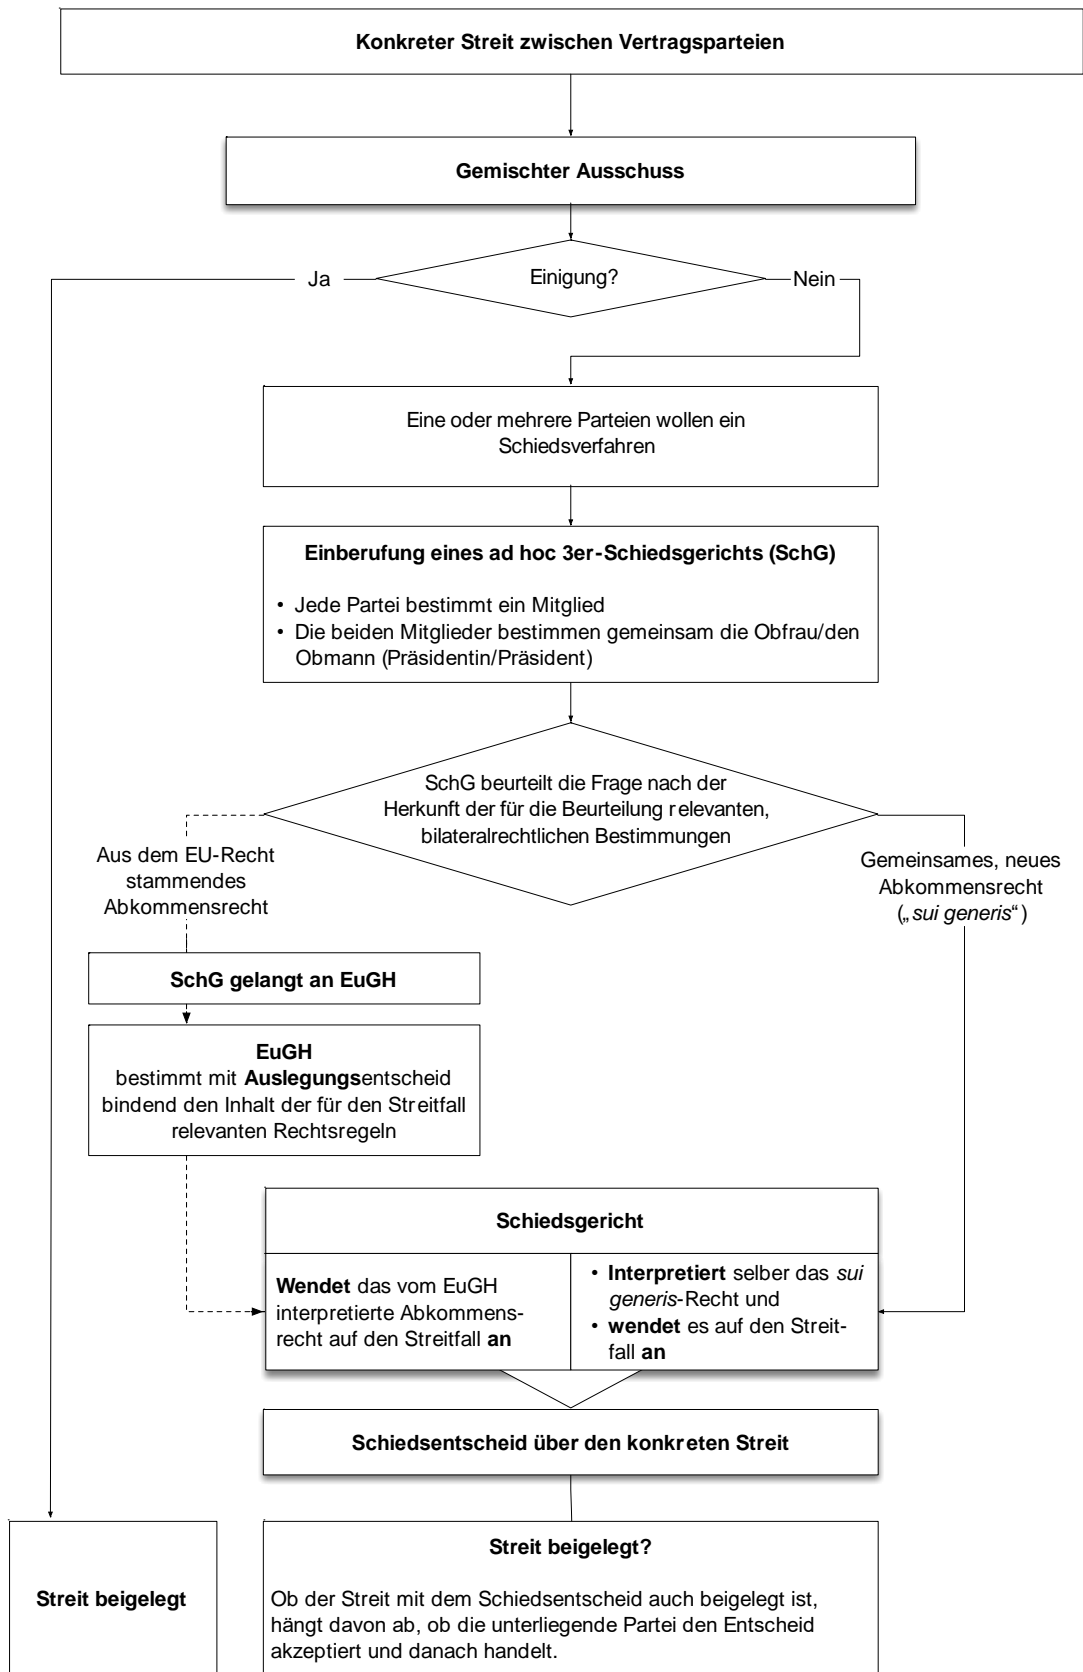 Konkreter Streit zwischen Vertragsparteien
Gemischter Ausschuss
Einigung?
Ja
Nein
Eine oder mehrere Parteien wollen ein
Schiedsverfahren
Einberufung eines ad hoc 3er-Schiedsgerichts (SchG)
• Jede Partei bestimmt ein Mitglied
• Die beiden Mitglieder bestimmen gemeinsam die Obfrau/den
Obmann (Präsidentin/Präsident)
SchG beurteilt die Frage nach der
Herkunft der für die Beurteilung relevanten,
bilateralrechtlichen Bestimmungen
Aus dem EU-Recht
stammendes
Abkommensrecht
Gemeinsames, neues
Abkommensrecht
(„sui generis“)
SchG gelangt an EuGH
EuGH
bestimmt mit Auslegungsentscheid
bindend den Inhalt der für den Streitfall
relevanten Rechtsregeln
Schiedsgericht
Wendet das vom EuGH
interpretierte Abkommens-
recht auf den Streitfall an
• Interpretiert selber das sui
generis-Recht und
• wendet es auf den Streit-
fall an
Schiedsentscheid über den konkreten Streit
Streit beigelegt
Streit beigelegt?
Ob der Streit mit dem Schiedsentscheid auch beigelegt ist,
hängt davon ab, ob die unterliegende Partei den Entscheid
akzeptiert und danach handelt.